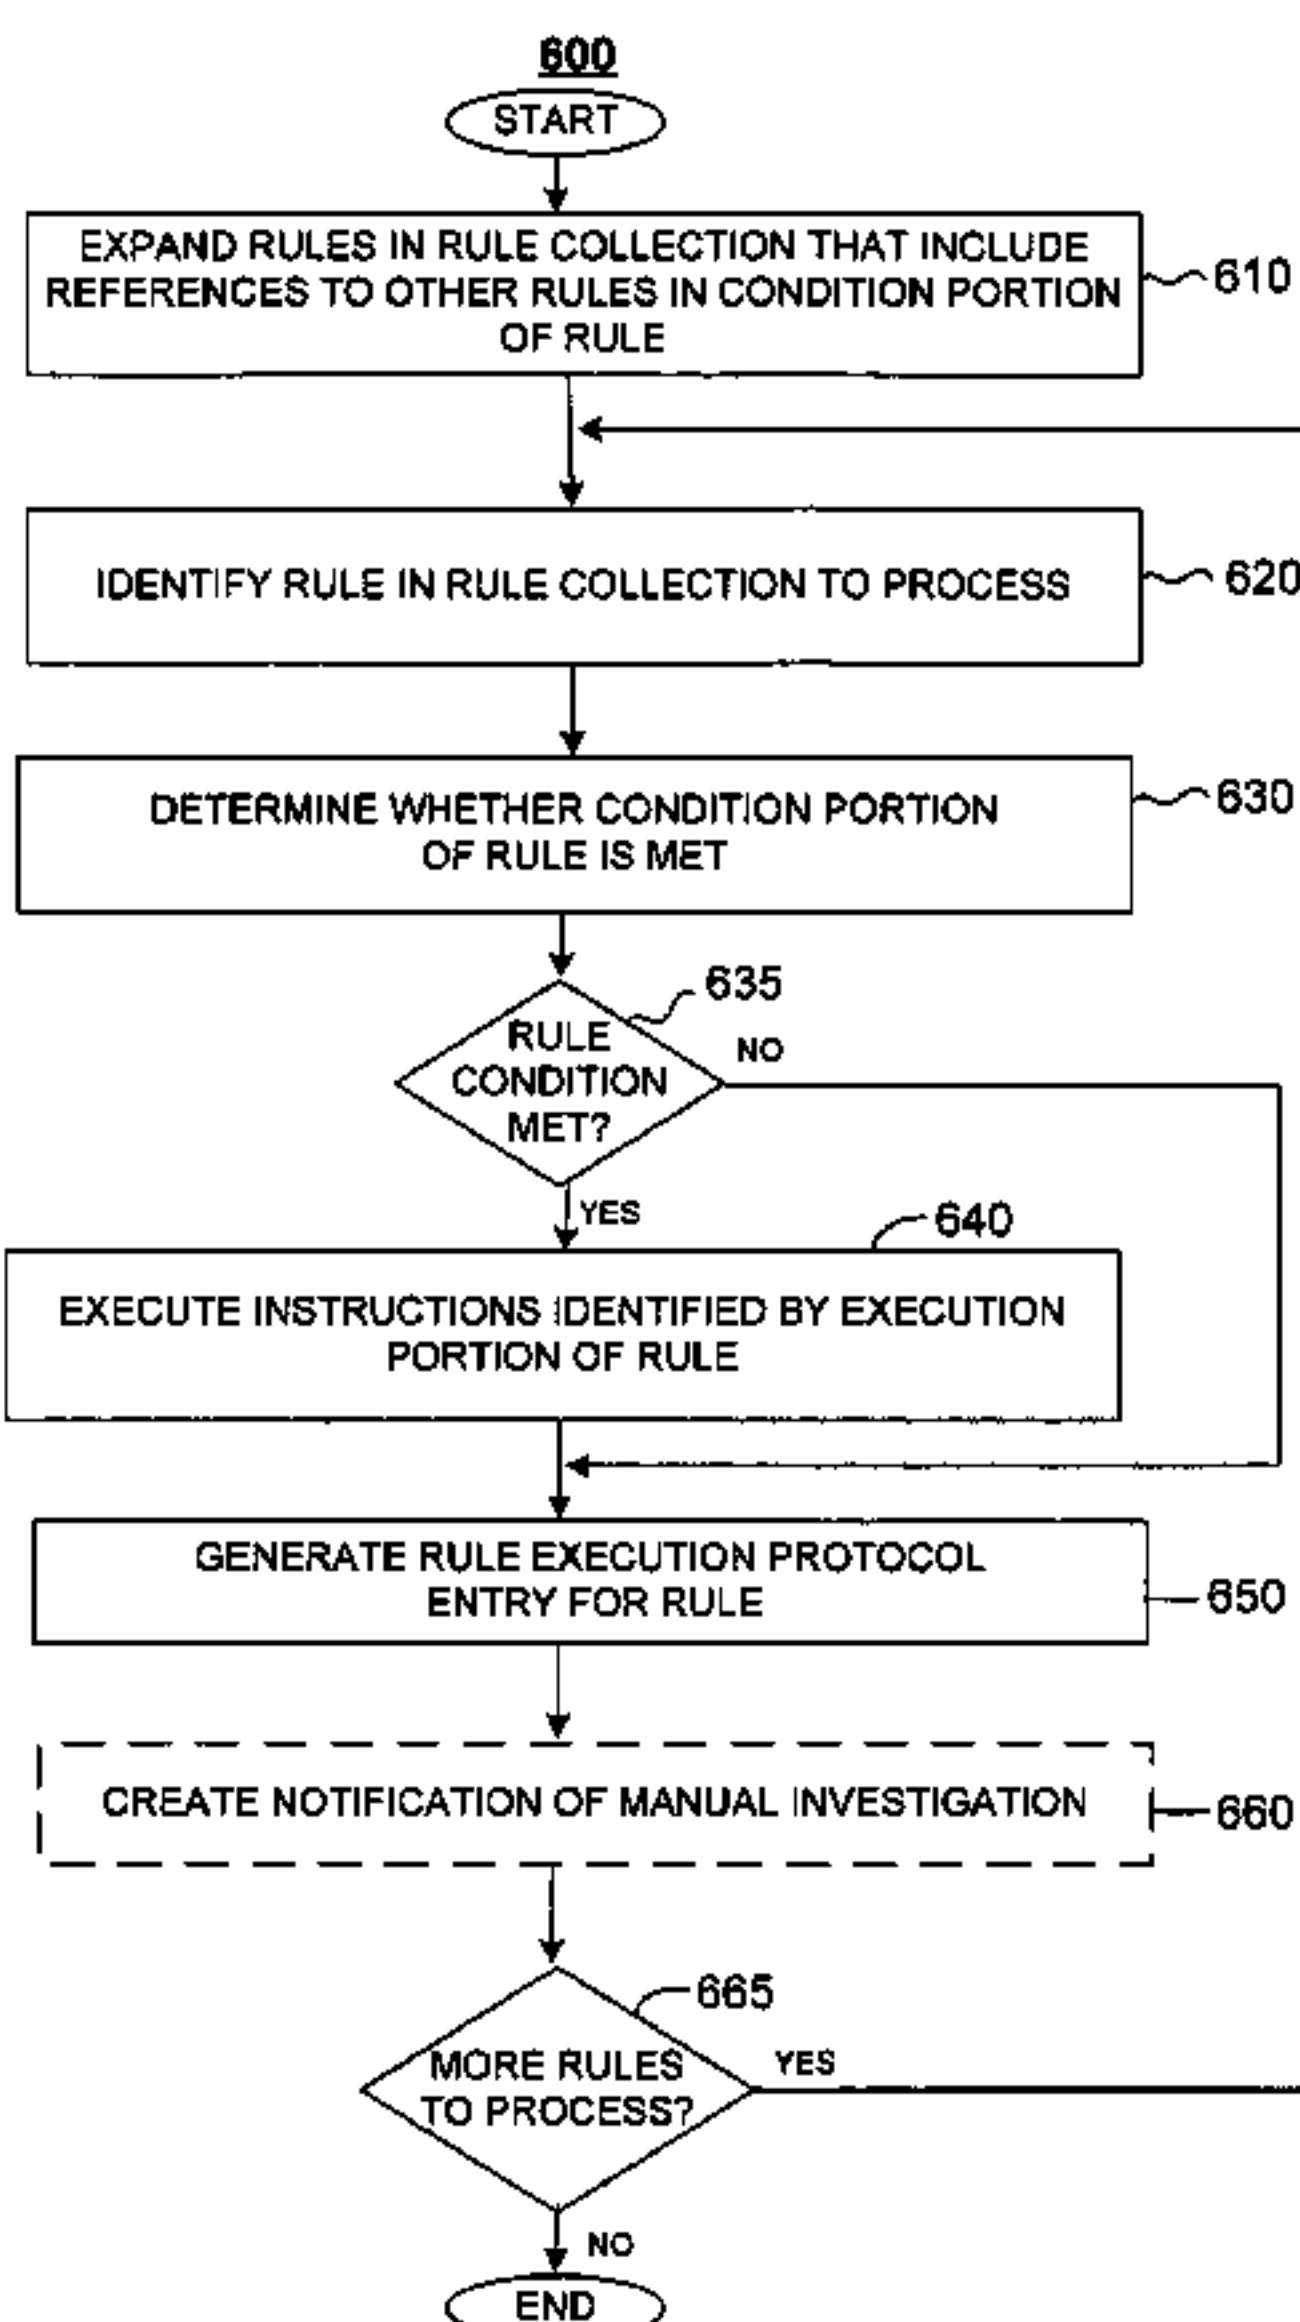 600
START
EXPAND RULES IN RULE COLLECTION THAT INCLUDE
REFERENCES TO OTHER RULES IN CONDITION PORTION
OF RULE
610
IDENTIFY RULE IN RULE COLLECTION TO PROCESS
620
DETERMINE WHETHER CONDITION PORTION
OF RULE IS MET
630
635
RULE
CONDITION
MET?
NO
YES
640
EXECUTE INSTRUCTIONS IDENTIFIED BY EXECUTION
PORTION OF RULE
GENERATE RULE EXECUTION PROTOCOL
ENTRY FOR RULE
650
CREATE NOTIFICATION OF MANUAL INVESTIGATION
660
665
MORE RULES
TO PROCESS?
YES
NO
END